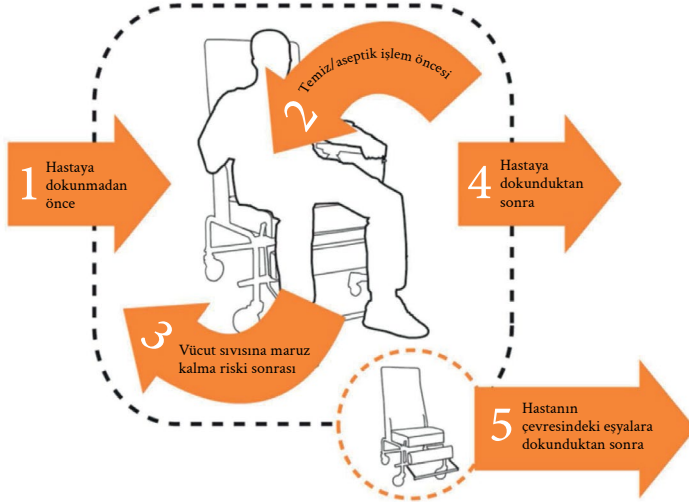 1 Hastaya
dokunmadan
önce
2 Temiz/aseptik işlem öncesi
3 Vücut sıvısına maruz
kalma riski sonrası
4 Hastaya
dokunduktan
sonra
5 Hastanın
çevresindeki eşyalara
dokunduktan sonra